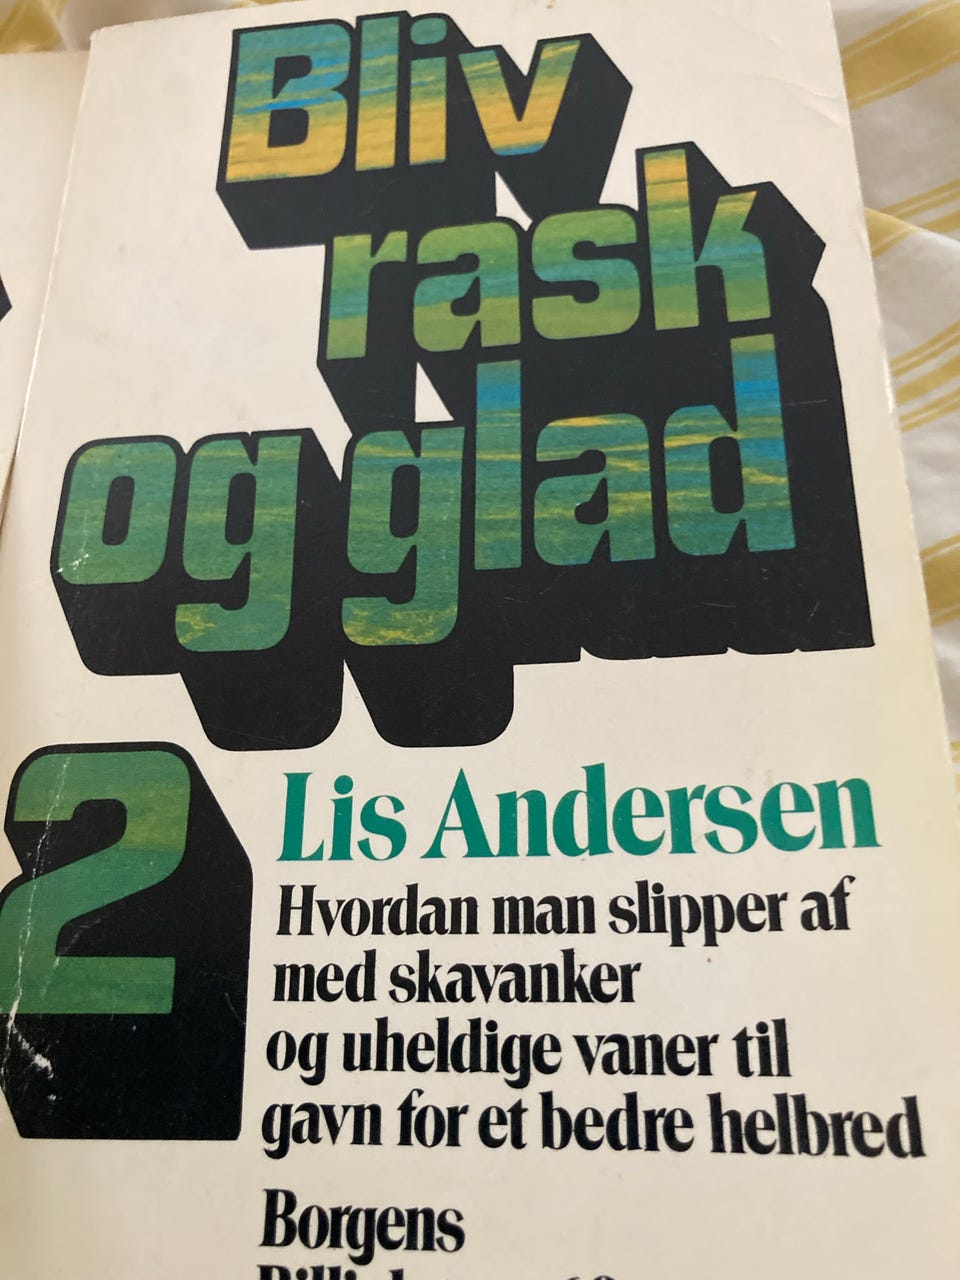 Bliv
rask
og glad
2
Lis Andersen
Hvordan man slipper af
med skavanker
og uheldige vaner til
gavn for et bedre helbred
Borgens